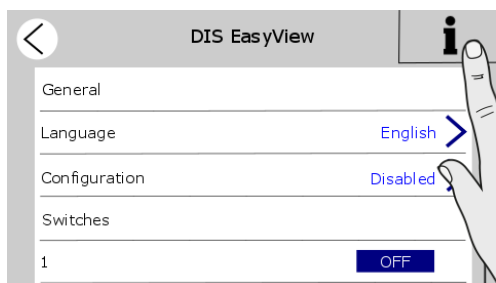 DIS EasyView
i
General
Language English
Configuration Disabled
Switches
1 OFF